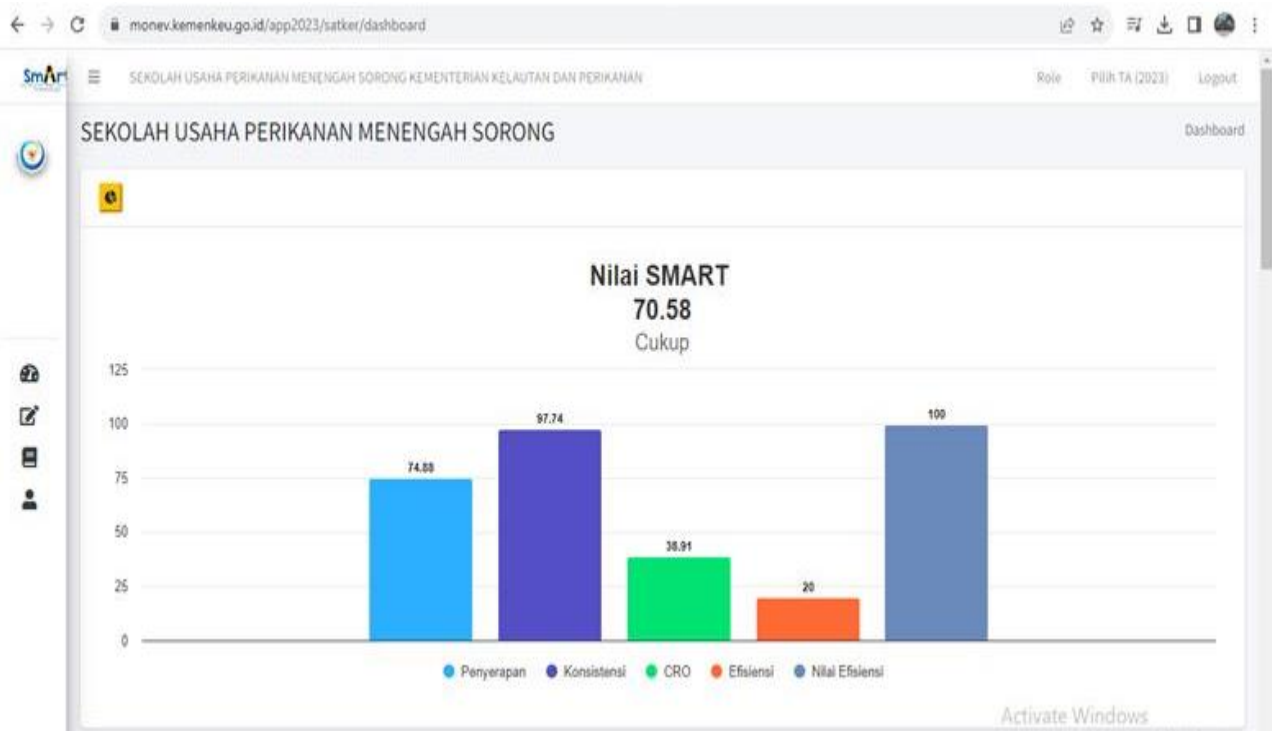 monev.kemenkeu.go.id/app2023/satker/dashboard
SmArt
SEKOLAH USAHA PERIKANAN MENENGAH SORONG KEMENTERIAN KELAUTAN DAN PERIKANAN
Role
Pilih TA (2023)
Logout
SEKOLAH USAHA PERIKANAN MENENGAH SORONG
Dashboard
Nilai SMART
70.58
Cukup
125
100
75
50
25
0
74.88
97.74
38.91
20
100
Penyerapan
Konsistensi
CRO
Efisiensi
Nilai Efisiensi
Activate Windows